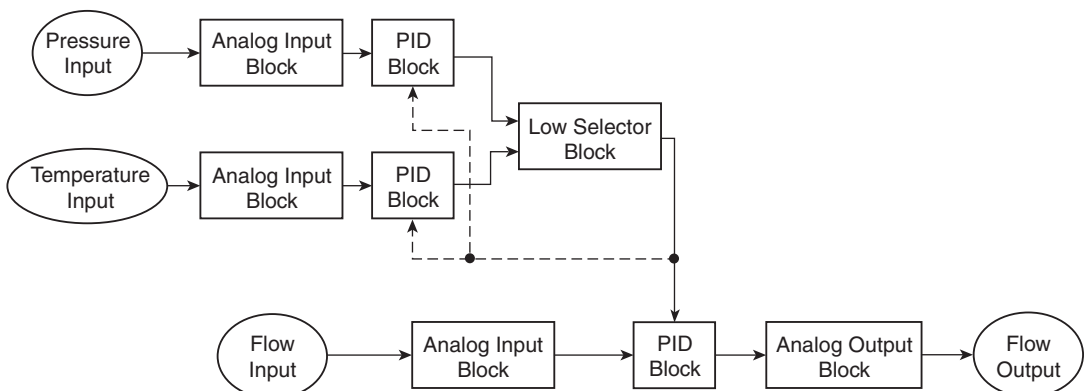 Pressure
Input
Analog Input
Block
PID
Block
Low Selector
Block
Temperature
Input
Analog Input
Block
PID
Block
Flow
Input
Analog Input
Block
PID
Block
Analog Output
Block
Flow
Output